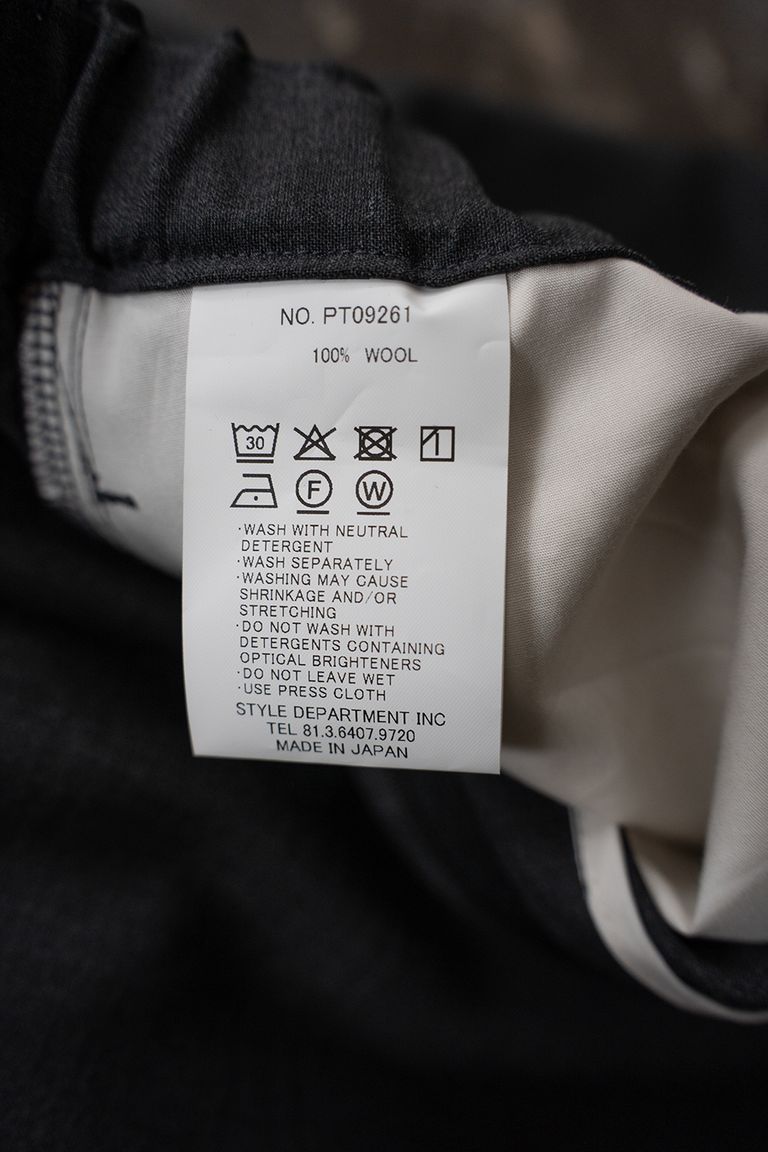 NO. PT09261
100% WOOL
30
F W
·WASH WITH NEUTRAL
DETERGENT
·WASH SEPARATELY
·WASHING MAY CAUSE
SHRINKAGE AND/OR
STRETCHING
·DO NOT WASH WITH
DETERGENTS CONTAINING
OPTICAL BRIGHTENERS
·DO NOT LEAVE WET
·USE PRESS CLOTH
STYLE DEPARTMENT INC
TEL 81.3.6407.9720
MADE IN JAPAN